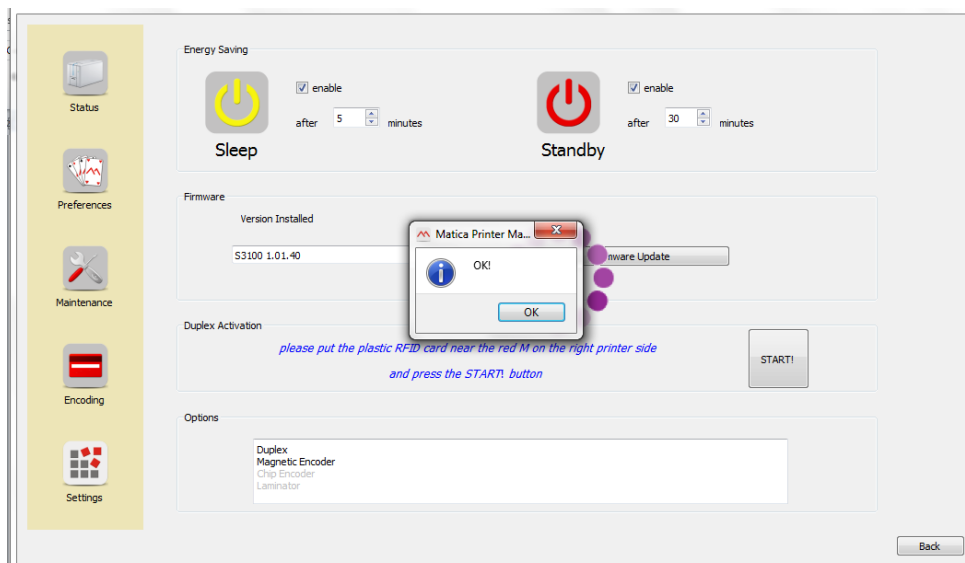 Energy Saving
enable
after 5 minutes
Sleep
enable
after 30 minutes
Standby
Status
Preferences
Maintenance
Encoding
Settings
Firmware
Version Installed
S3100 1.01.40
nware Update
Matica Printer Ma...
OK!
OK
Duplex Activation
please put the plastic RFID card near the red M on the right printer side
and press the START! button
START!
Options
Duplex
Magnetic Encoder
Chip Encoder
Laminator
Back